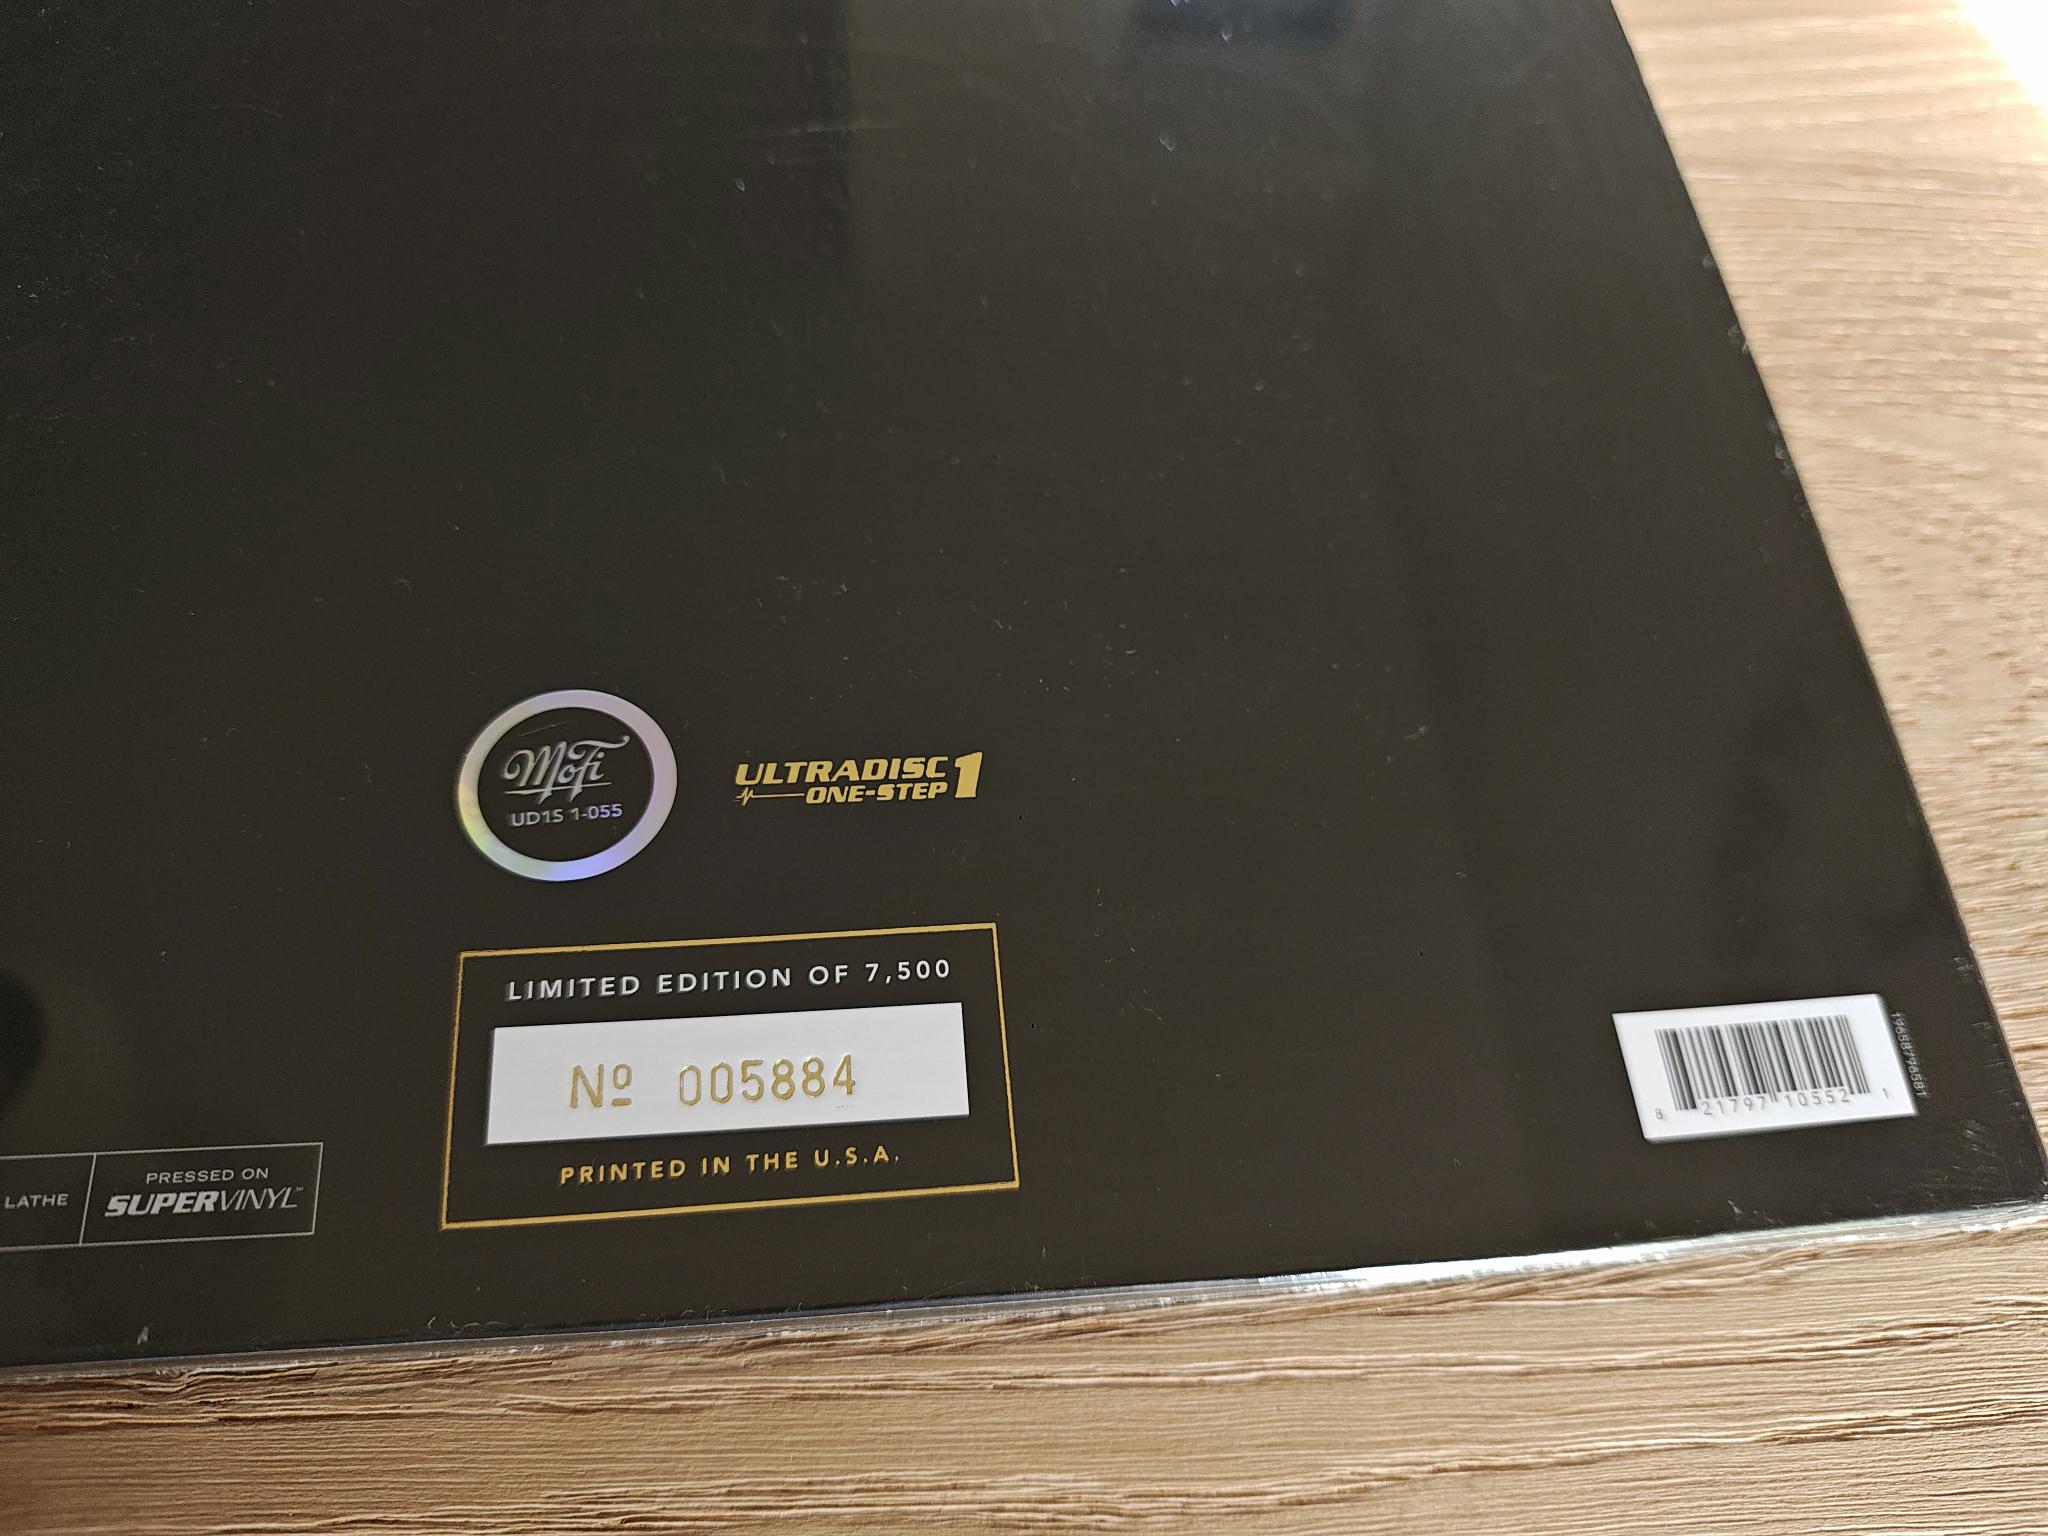 MoFi
UD1S 1-055
ULTRADISC
ONE-STEP 1
LIMITED EDITION OF 7,500
Nº 005884
PRINTED IN THE U.S.A.
LATHE
PRESSED ON
SUPERVINYL™
8 21797 10552 1